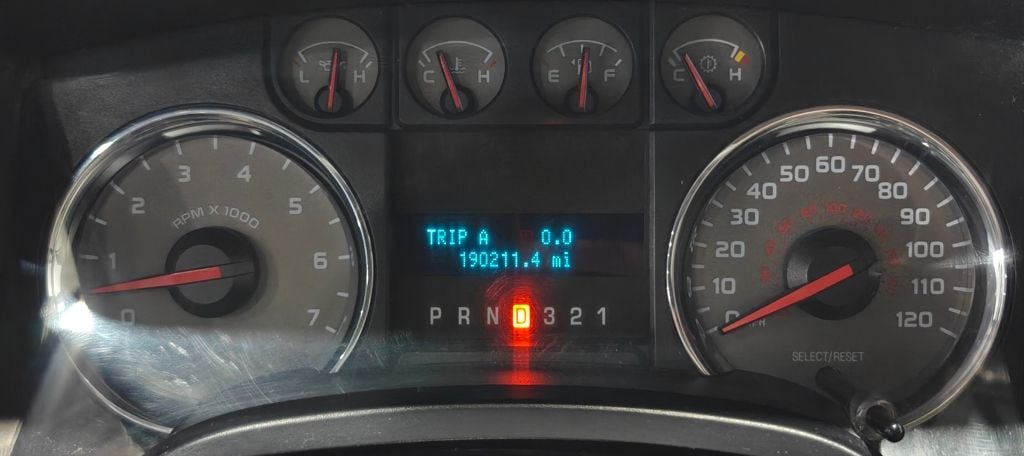 L H
C H
E F
C H
0 1 2 3 4 5 6 7
RPM X 1000
TRIP A 0.0
190211.4 mi
P R N D 3 2 1
10 20 30 40 50 60 70 80 90 100 110 120
SELECT/RESET